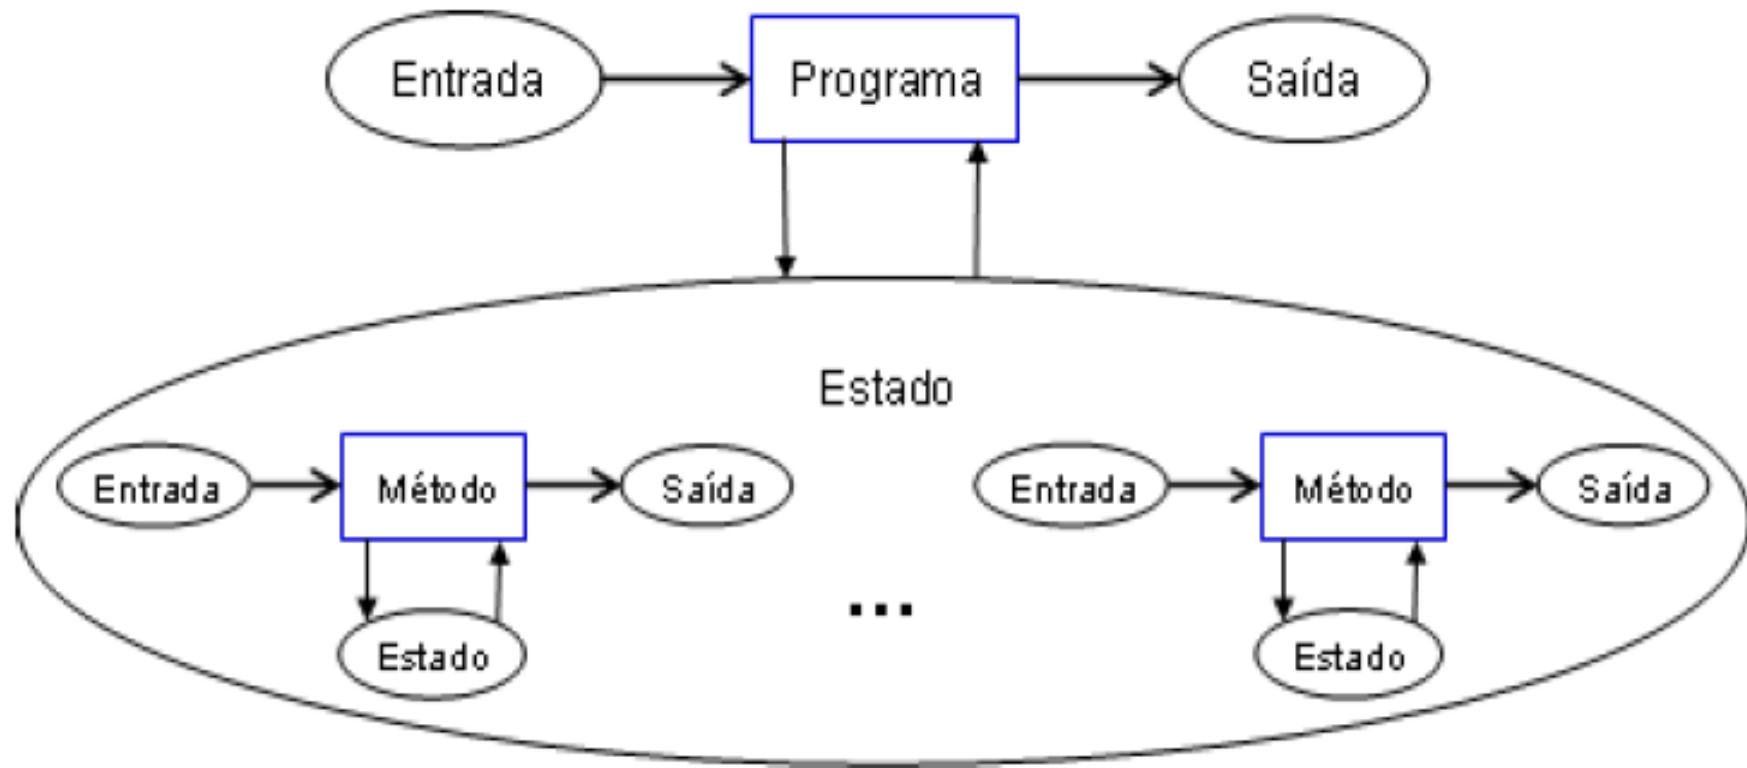 Entrada Programa Saída
Estado
Entrada Método Saída Entrada Método Saída
...
Estado Estado